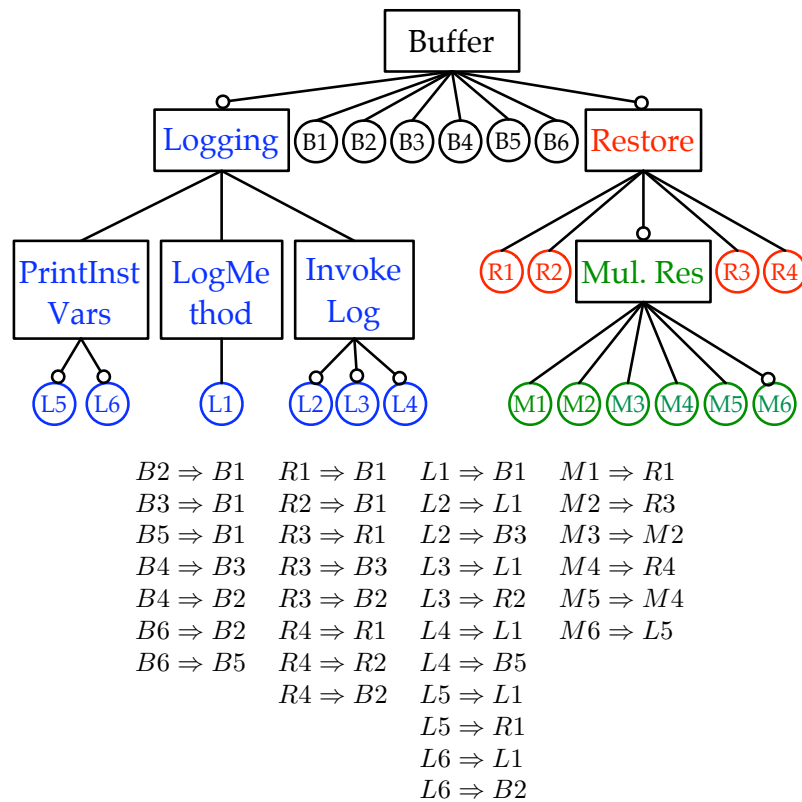 Buffer
Logging B1 B2 B3 B4 B5 B6 Restore
PrintInst Vars
LogMe thod
Invoke Log
R1 R2
Mul. Res
R3 R4
L5 L6 L1 L2 L3 L4 M1 M2 M3 M4 M5 M6
B2 ⇒ B1 R1 ⇒ B1 L1 ⇒ B1 M1 ⇒ R1
B3 ⇒ B1 R2 ⇒ B1 L2 ⇒ L1 M2 ⇒ R3
B5 ⇒ B1 R3 ⇒ R1 L2 ⇒ B3 M3 ⇒ M2
B4 ⇒ B3 R3 ⇒ B3 L3 ⇒ L1 M4 ⇒ R4
B4 ⇒ B2 R3 ⇒ B2 L3 ⇒ R2 M5 ⇒ M4
B6 ⇒ B2 R4 ⇒ R1 L4 ⇒ L1 M6 ⇒ L5
B6 ⇒ B5 R4 ⇒ R2 L4 ⇒ B5
R4 ⇒ B2 L5 ⇒ L1
L5 ⇒ R1
L6 ⇒ L1
L6 ⇒ B2